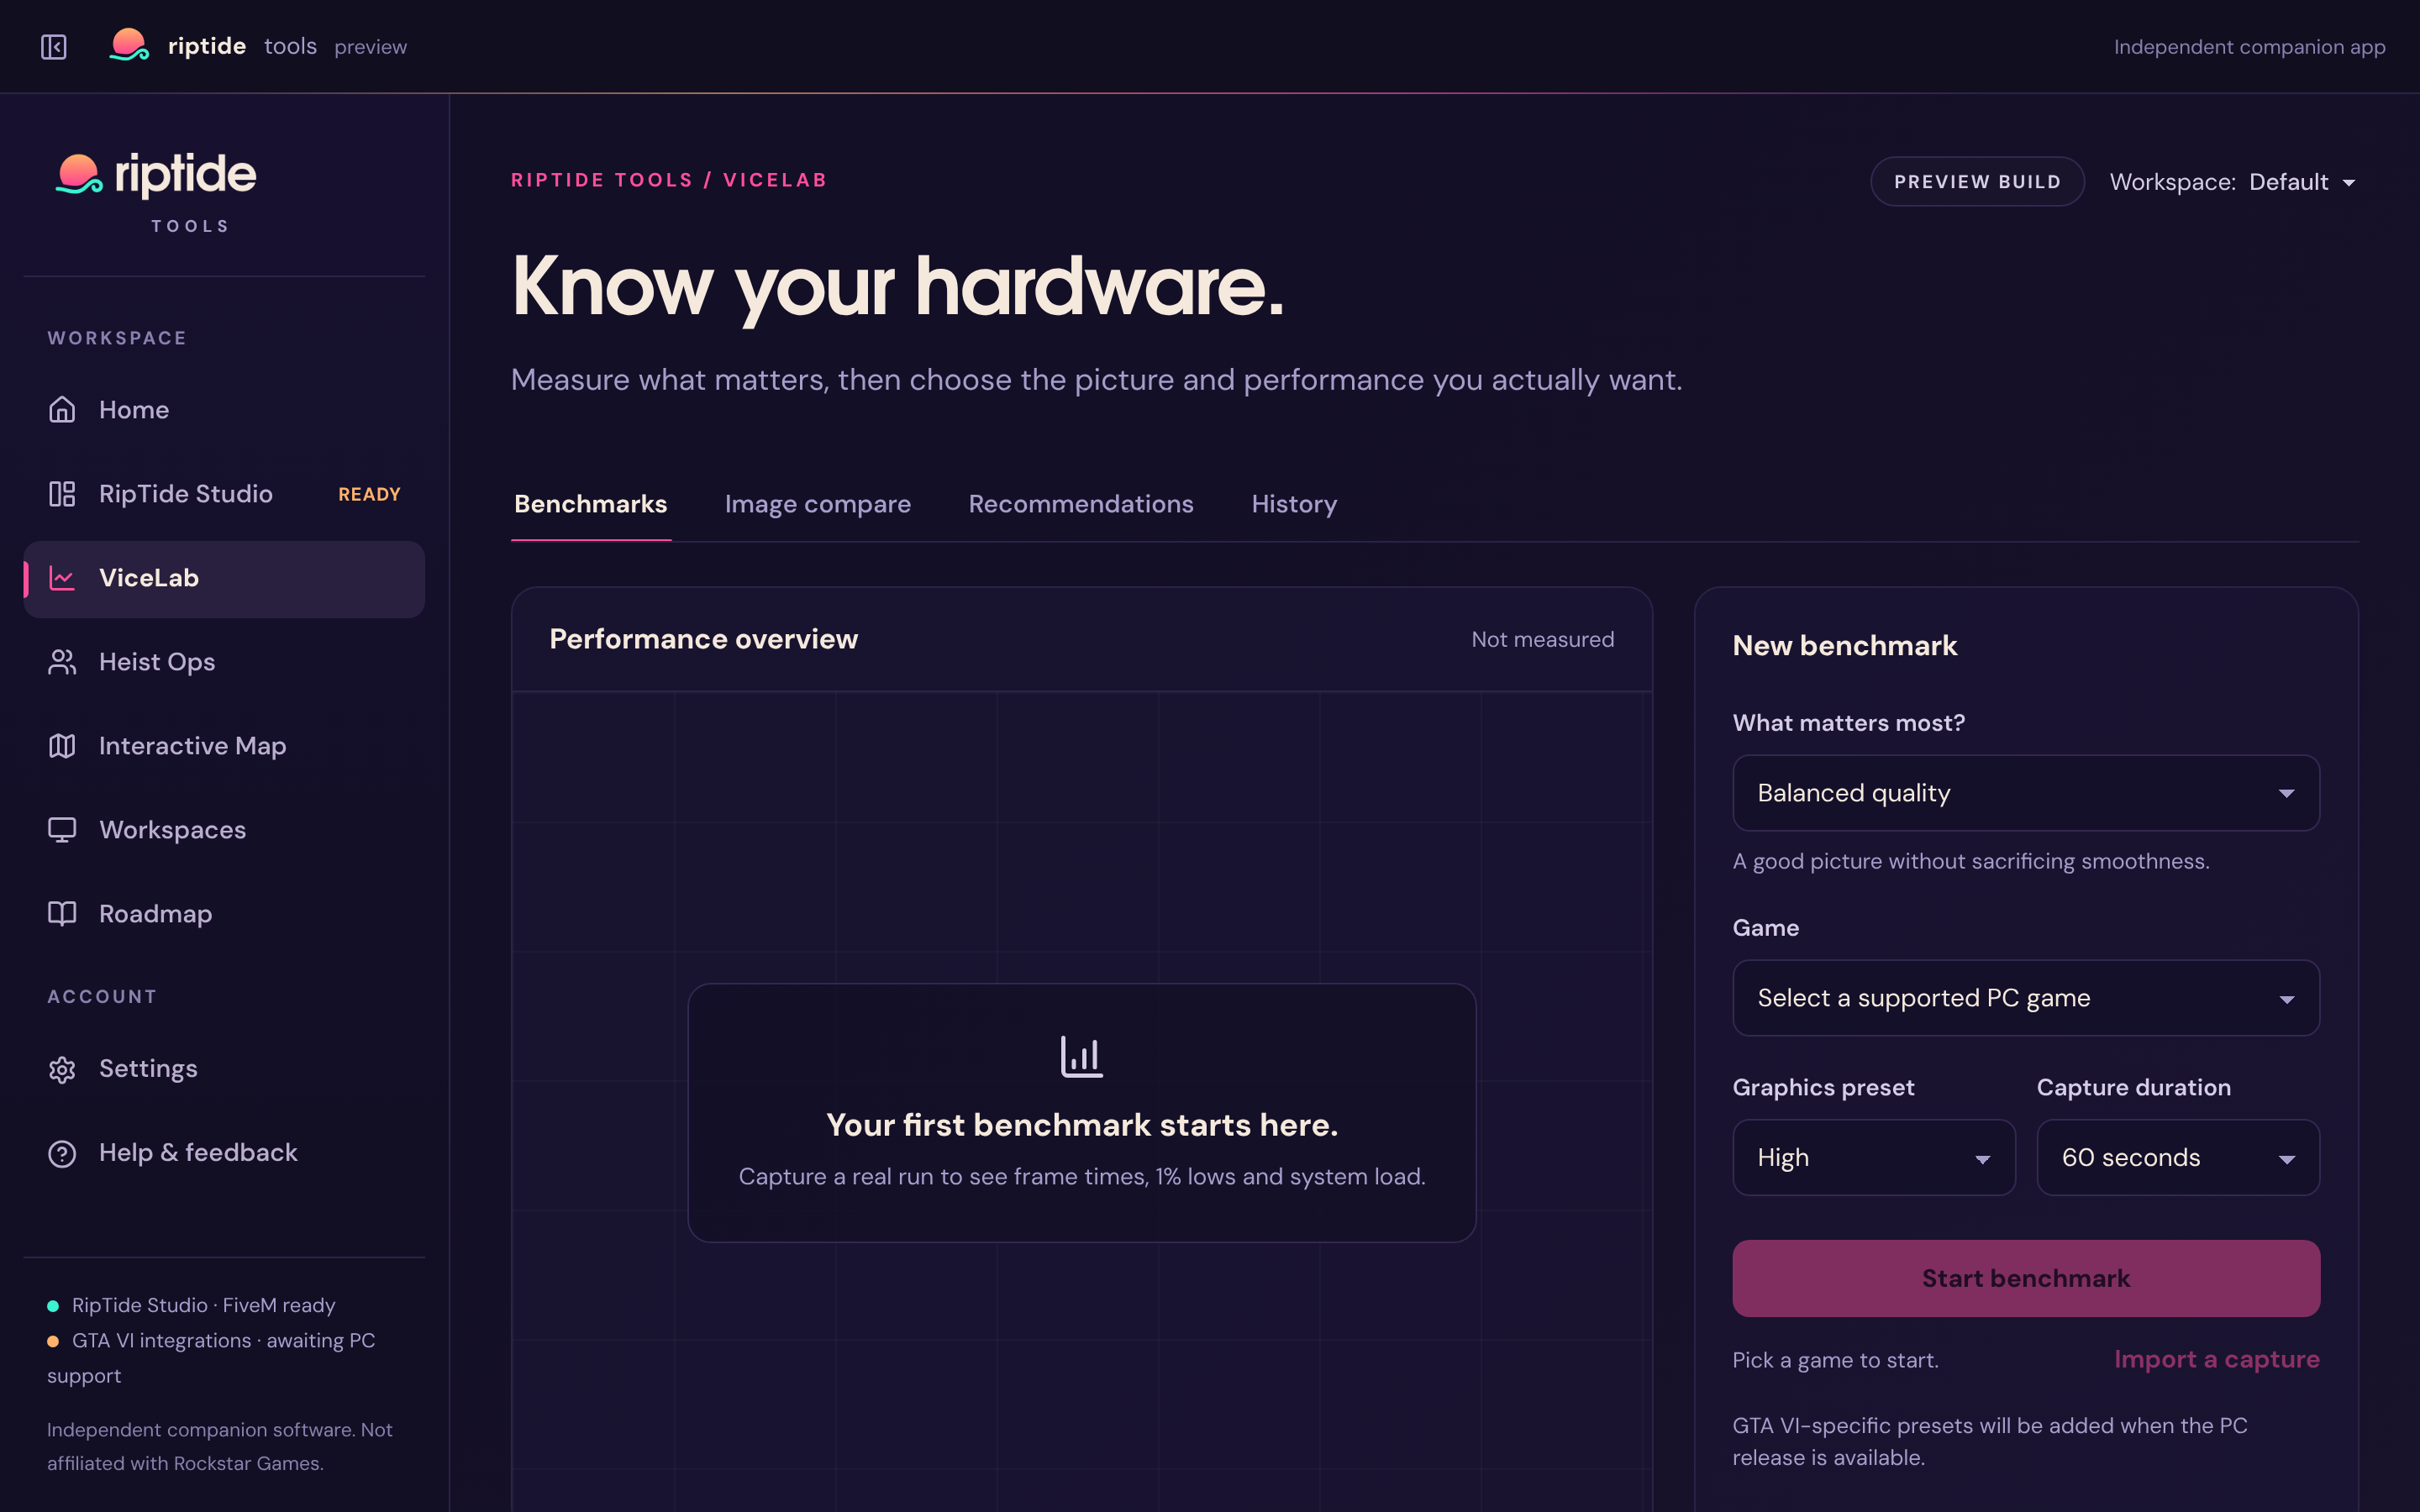 riptide tools preview
Independent companion app
riptide
TOOLS
WORKSPACE
Home
RipTide Studio READY
ViceLab
Heist Ops
Interactive Map
Workspaces
Roadmap
ACCOUNT
Settings
Help & feedback
RipTide Studio · FiveM ready
GTA VI integrations · awaiting PC
support
Independent companion software. Not
affiliated with Rockstar Games.
RIPTIDE TOOLS / VICELAB
PREVIEW BUILD
Workspace: Default
Know your hardware.
Measure what matters, then choose the picture and performance you actually want.
Benchmarks
Image compare
Recommendations
History
Performance overview
Not measured
Your first benchmark starts here.
Capture a real run to see frame times, 1% lows and system load.
New benchmark
What matters most?
Balanced quality
A good picture without sacrificing smoothness.
Game
Select a supported PC game
Graphics preset
Capture duration
High
60 seconds
Start benchmark
Pick a game to start.
Import a capture
GTA VI-specific presets will be added when the PC
release is available.